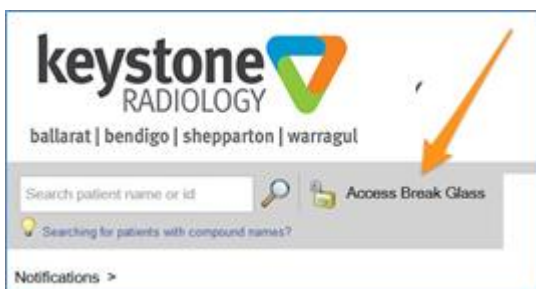 keystone
RADIOLOGY
ballarat | bendigo | shepparton | warragul
Search patient name or id
Access Break Glass
Searching for patients with compound names?
Notifications >